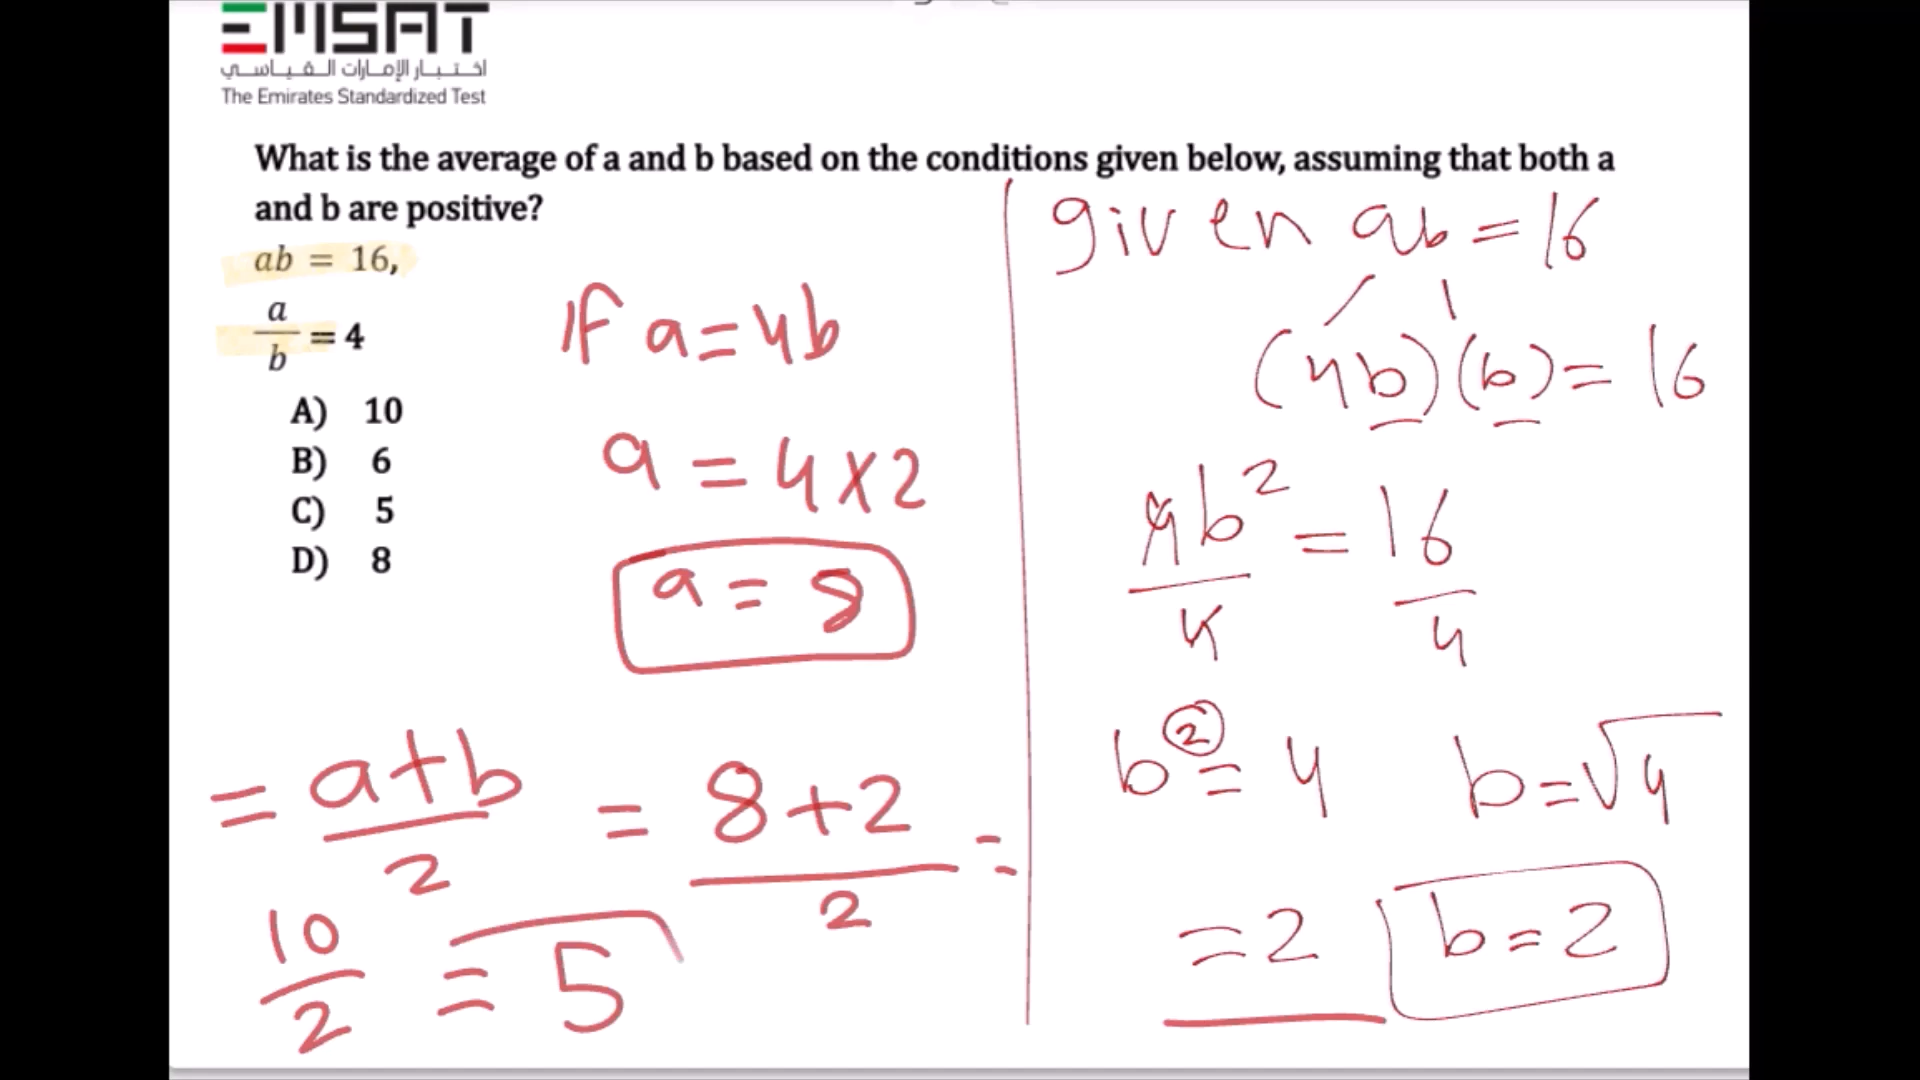 EMSAT
اختبار الإمارات القياسي
The Emirates Standardized Test
What is the average of a and b based on the conditions given below, assuming that both a
and b are positive?
ab = 16,
a/b = 4
A) 10
B) 6
C) 5
D) 8
If a=4b
a = 4x2
a = 8
= a+b/2 = 8+2/2 =
10/2 = 5
given ab=16
(4b)(b)=16
4b²/4 = 16/4
b²=4 b=√4
=2 b=2